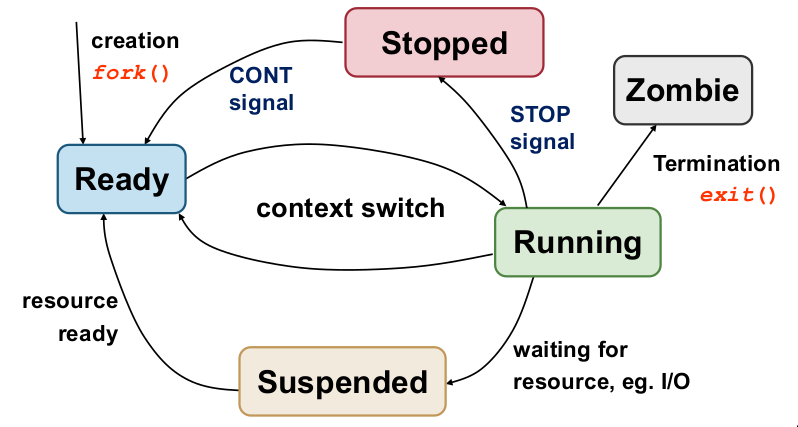 creation
fork()
Stopped
CONT
signal
Zombie
STOP
signal
Ready
Termination
exit()
context switch
Running
resource
ready
Suspended
waiting for
resource, eg. I/O